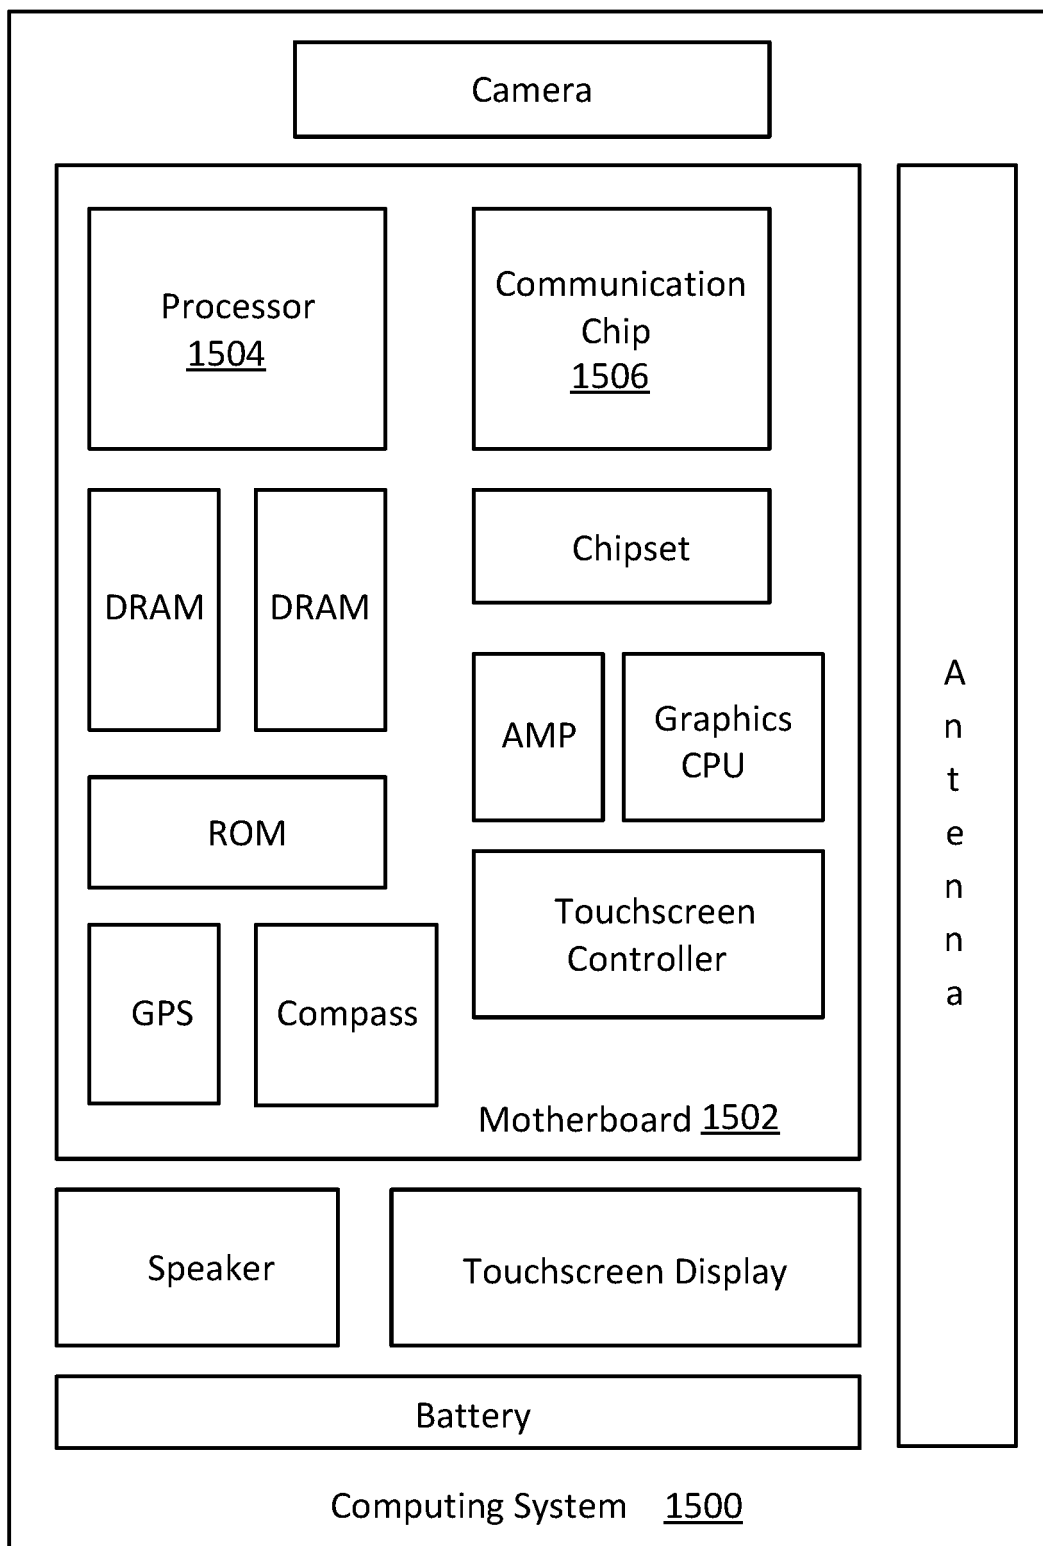 Camera
Processor
1504
Communication
Chip
1506
DRAM
DRAM
Chipset
AMP
Graphics
CPU
ROM
Touchscreen
Controller
GPS
Compass
Motherboard 1502
A
n
t
e
n
n
a
Speaker
Touchscreen Display
Battery
Computing System 1500